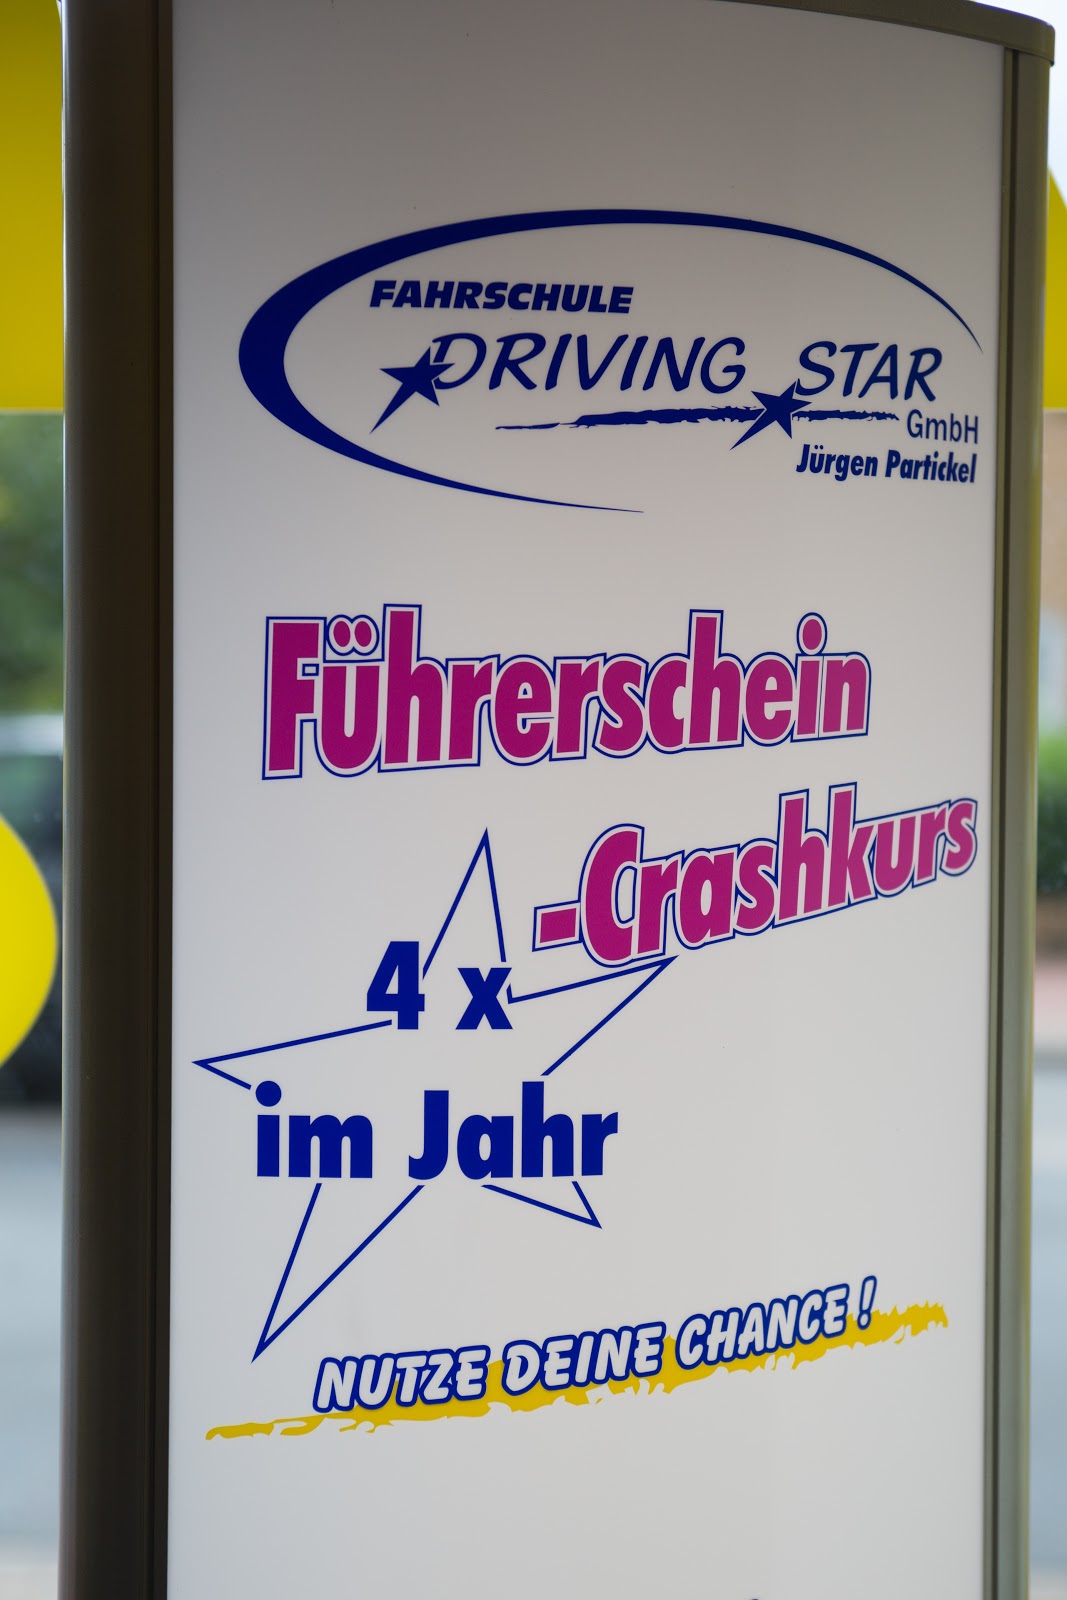 FAHRSCHULE
DRIVING STAR
GmbH
Jürgen Partickel
Führerschein
-Crashkurs
4 x
im Jahr
NUTZE DEINE CHANCE !